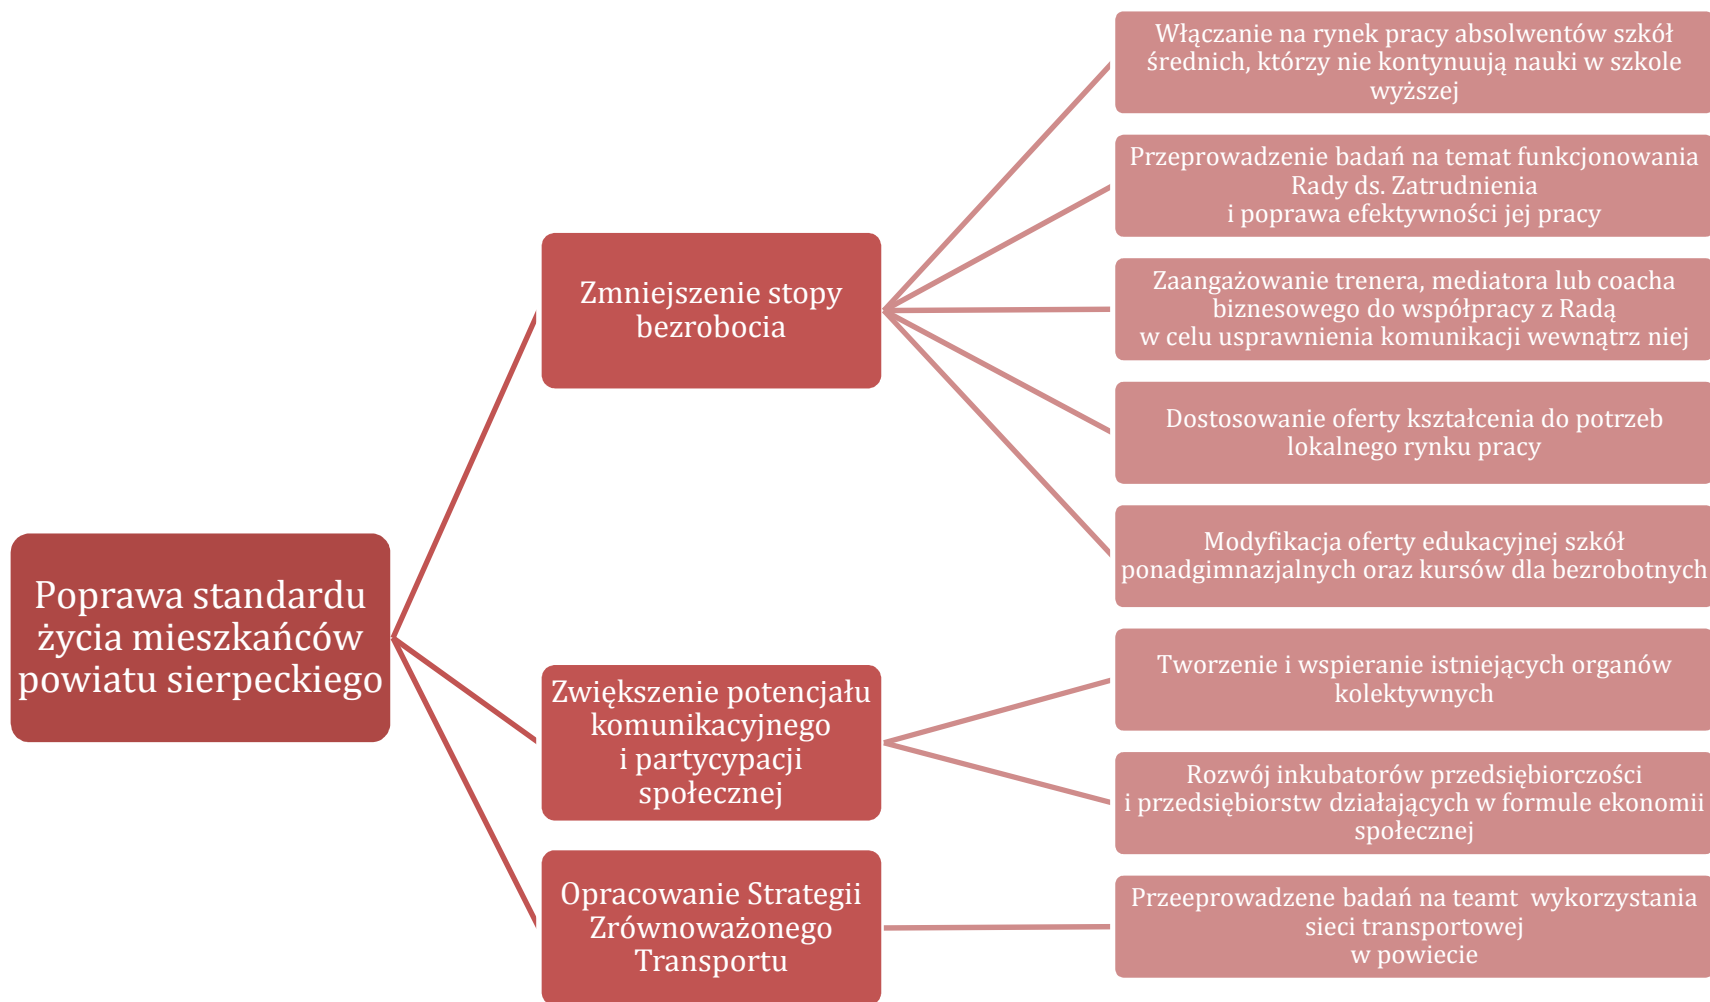 Poprawa standardu
życia mieszkańców
powiatu sierpeckiego
Zmniejszenie stopy
bezrobocia
Włączanie na rynek pracy absolwentów szkół
średnich, którzy nie kontynuują nauki w szkole
wyższej
Przeprowadzenie badań na temat funkcjonowania
Rady ds. Zatrudnienia
i poprawa efektywności jej pracy
Zaangażowanie trenera, mediatora lub coacha
biznesowego do współpracy z Radą
w celu usprawnienia komunikacji wewnątrz niej
Dostosowanie oferty kształcenia do potrzeb
lokalnego rynku pracy
Modyfikacja oferty edukacyjnej szkół
ponadgimnazjalnych oraz kursów dla bezrobotnych
Zwiększenie potencjału
komunikacyjnego
i partycypacji
społecznej
Tworzenie i wspieranie istniejących organów
kolektywnych
Rozwój inkubatorów przedsiębiorczości
i przedsiębiorstw działających w formule ekonomii
społecznej
Opracowanie Strategii
Zrównoważonego
Transportu
Przeeprowadzene badań na teamt  wykorzystania
sieci transportowej
w powiecie